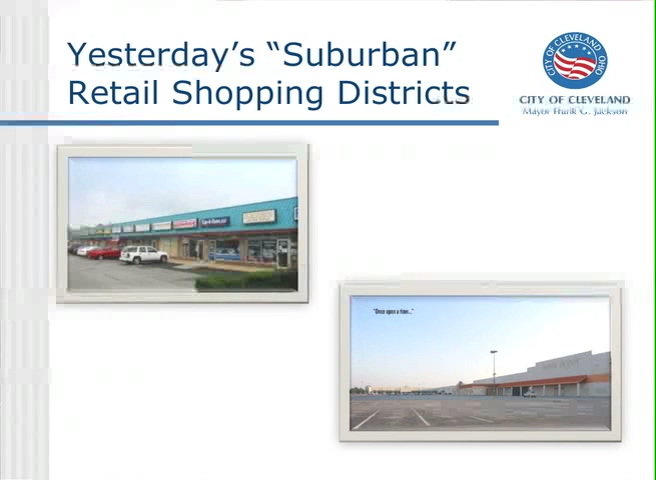 Yesterday's "Suburban"
Retail Shopping Districts
CITY OF CLEVELAND
OHIO
CITY OF CLEVELAND
Mayor Frank G. Jackson
"Once upon a time..."